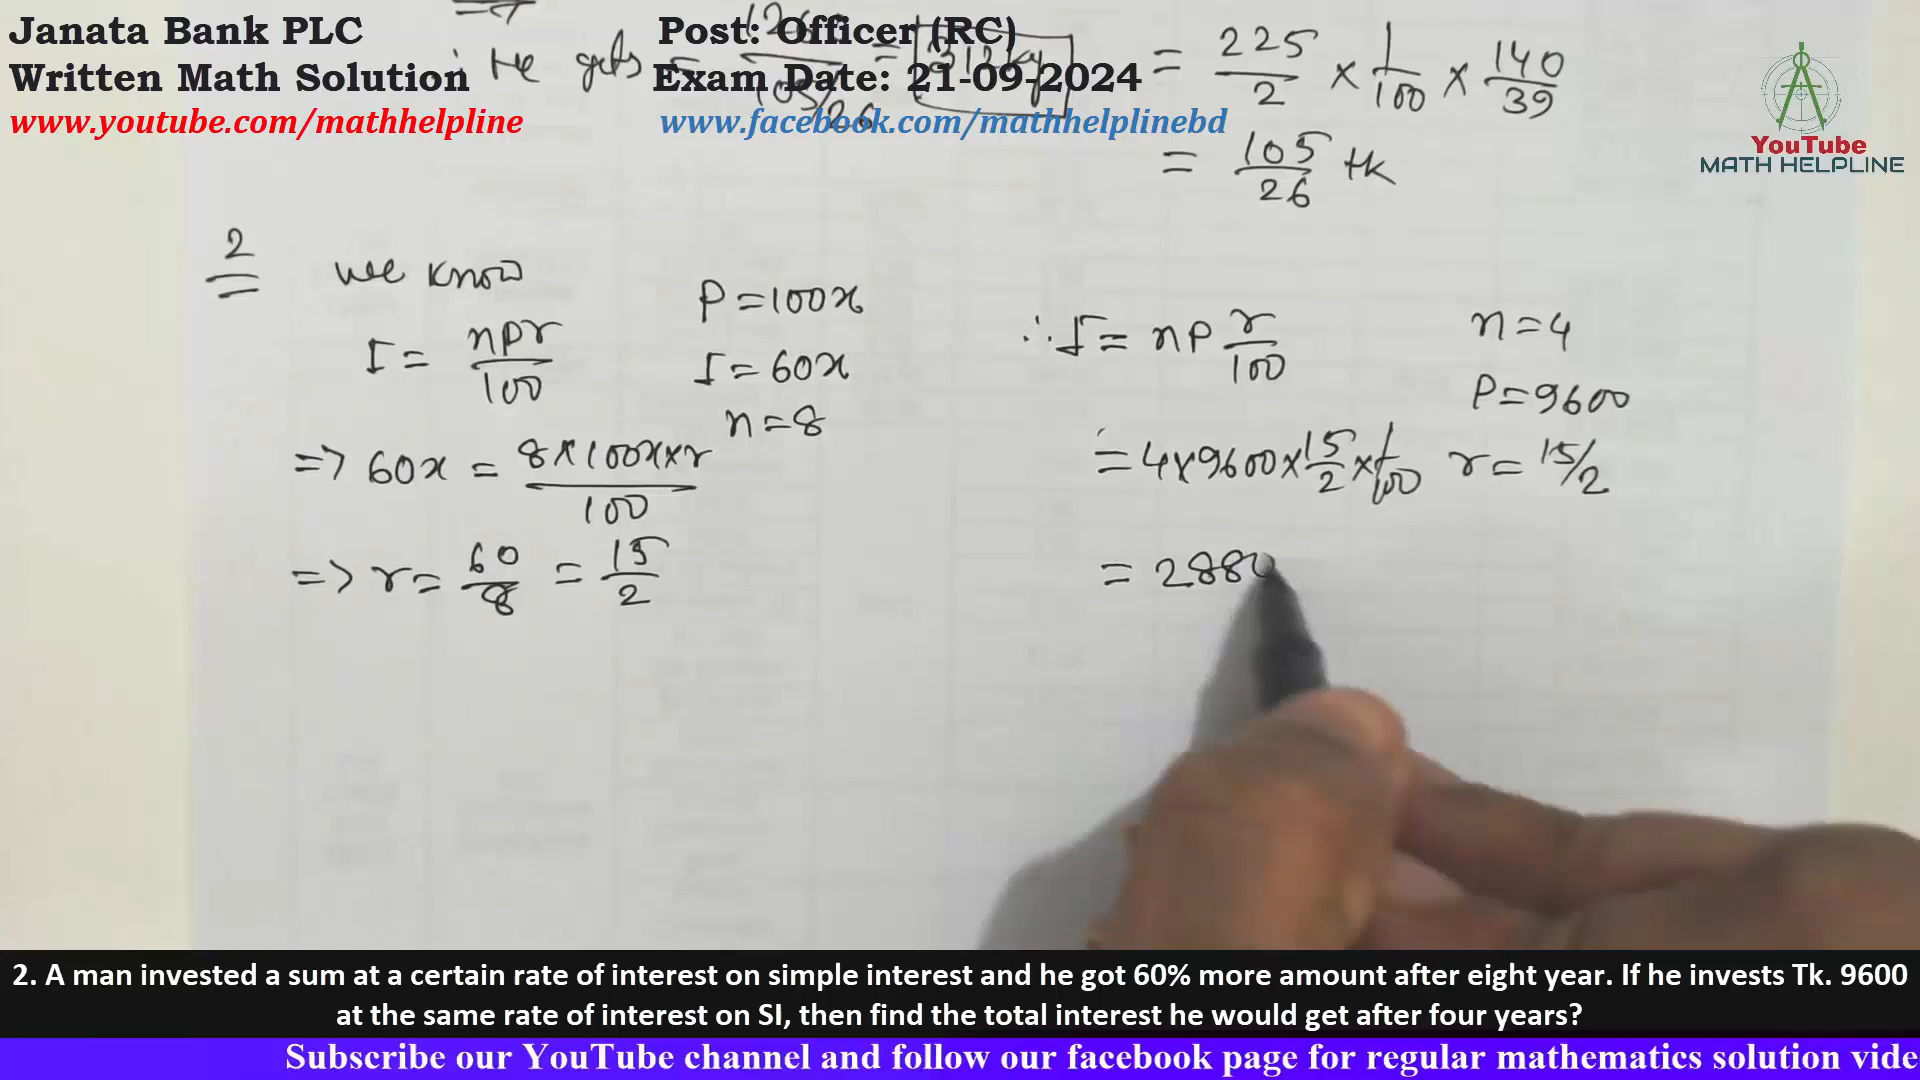 Janata Bank PLC
Post: Officer (RC)
Written Math Solution
Exam Date: 21-09-2024
www.youtube.com/mathhelpline
www.facebook.com/mathhelplinebd
YouTube
MATH HELPLINE
He gets =
= 225/2 × 1/100 × 140/39
= 105/26 tk
2
we know
I = npr/100
P = 100x
I = 60x
n = 8
=> 60x = 8×100x×r/100
=> r = 60/8 = 15/2
∴ I = np r/100
n = 4
P = 9600
= 4×9600×15/2×1/100
r = 15/2
= 288
2. A man invested a sum at a certain rate of interest on simple interest and he got 60% more amount after eight year. If he invests Tk. 9600
at the same rate of interest on SI, then find the total interest he would get after four years?
Subscribe our YouTube channel and follow our facebook page for regular mathematics solution vide